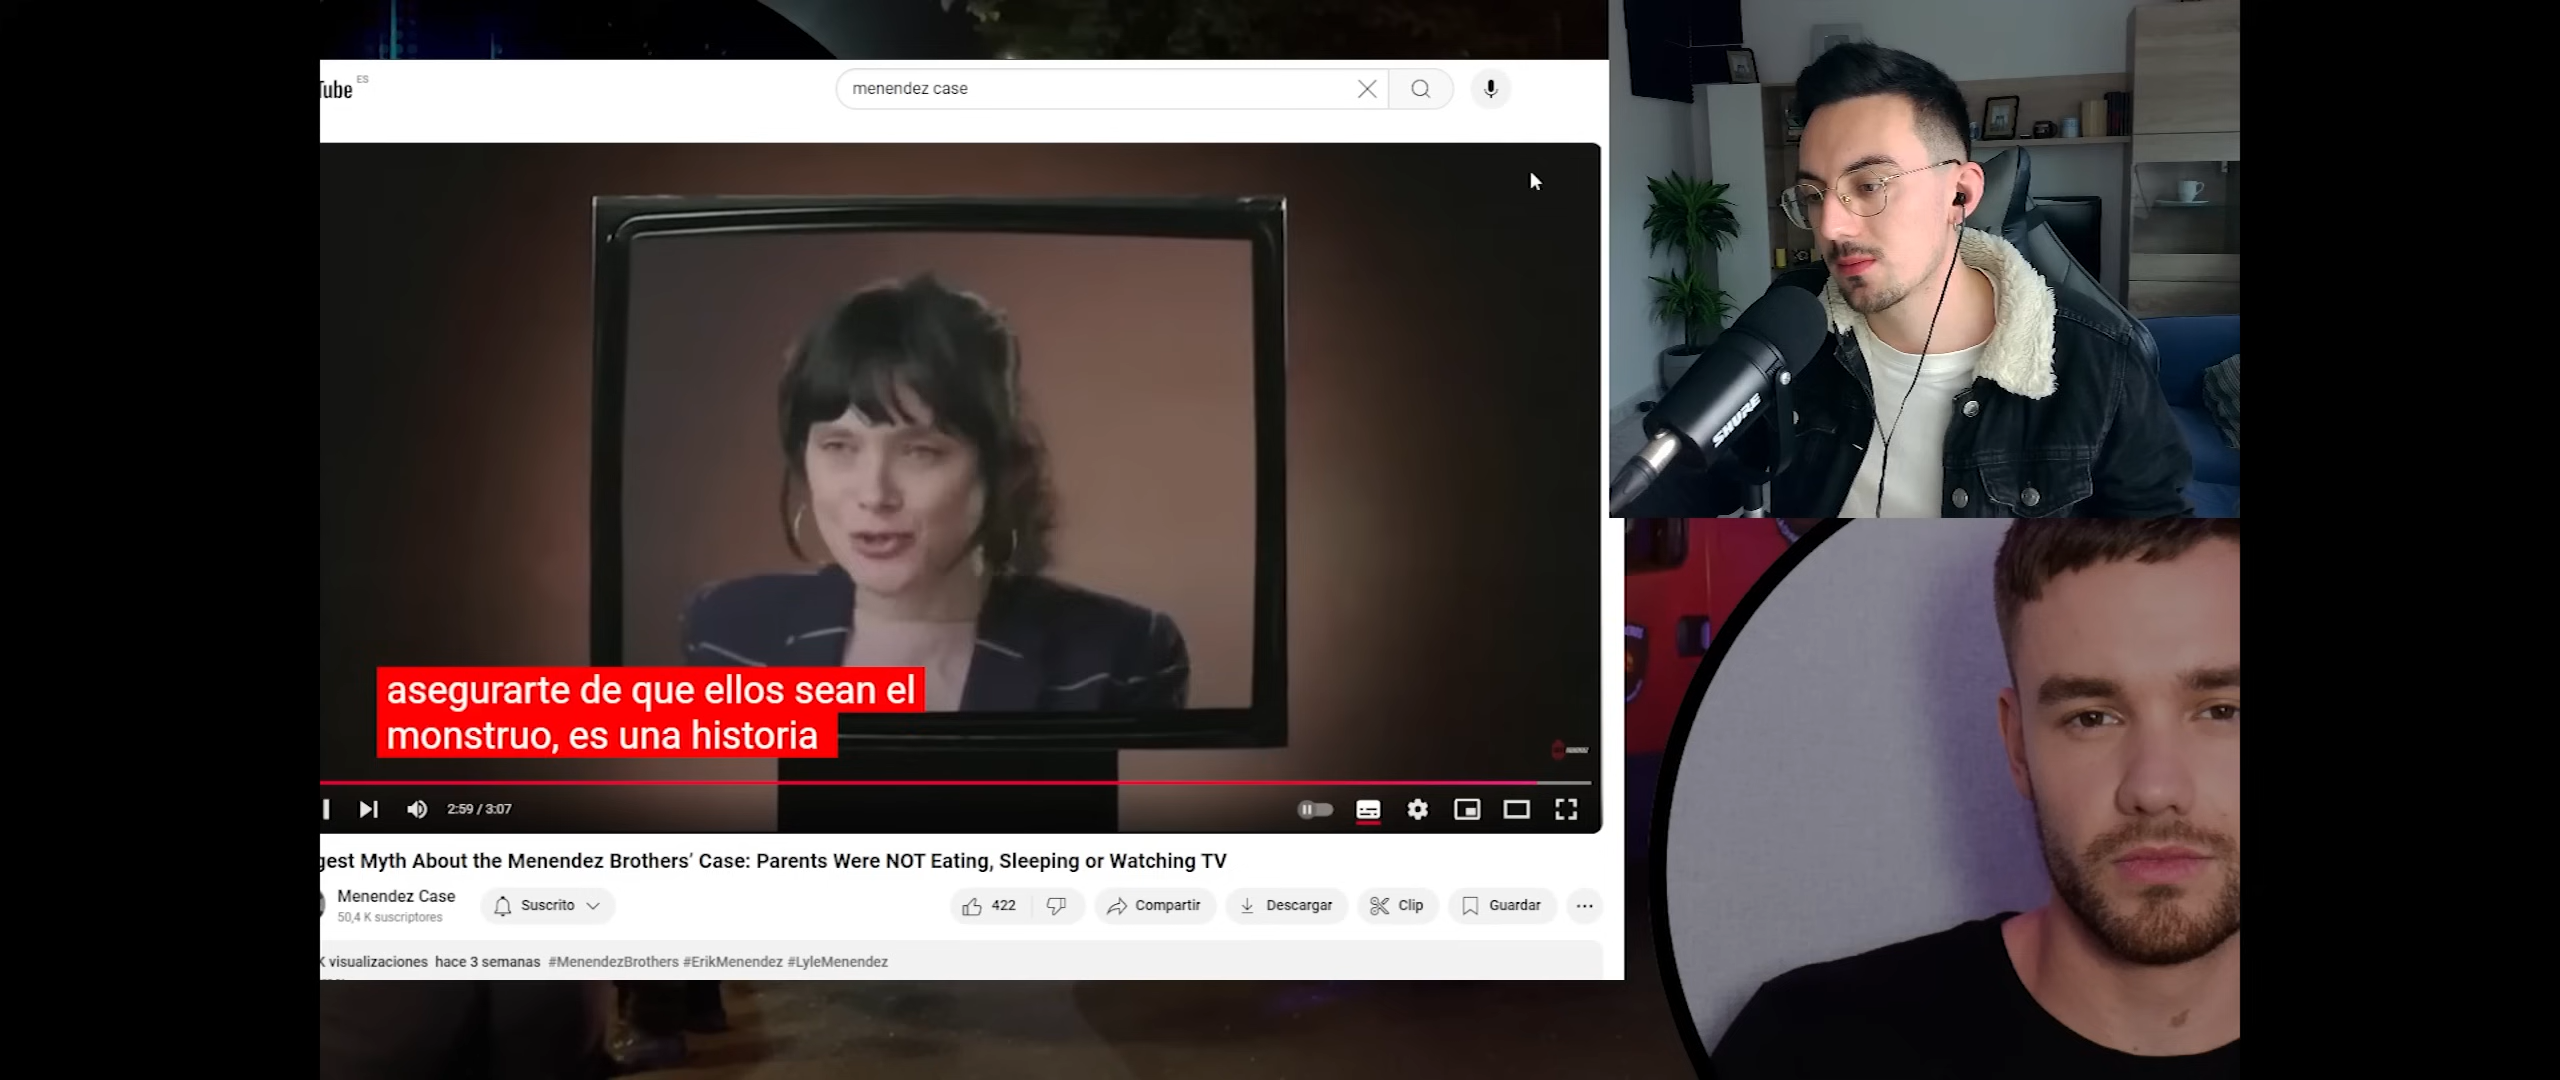 Tube ES
menendez case
SHURE
asegurarte de que ellos sean el
monstruo, es una historia
2:59 / 3:07
gest Myth About the Menendez Brothers’ Case: Parents Were NOT Eating, Sleeping or Watching TV
Menendez Case
50,4 K suscriptores
Suscrito
422
Compartir
Descargar
Clip
Guardar
K visualizaciones hace 3 semanas #MenendezBrothers #ErikMenendez #LyleMenendez